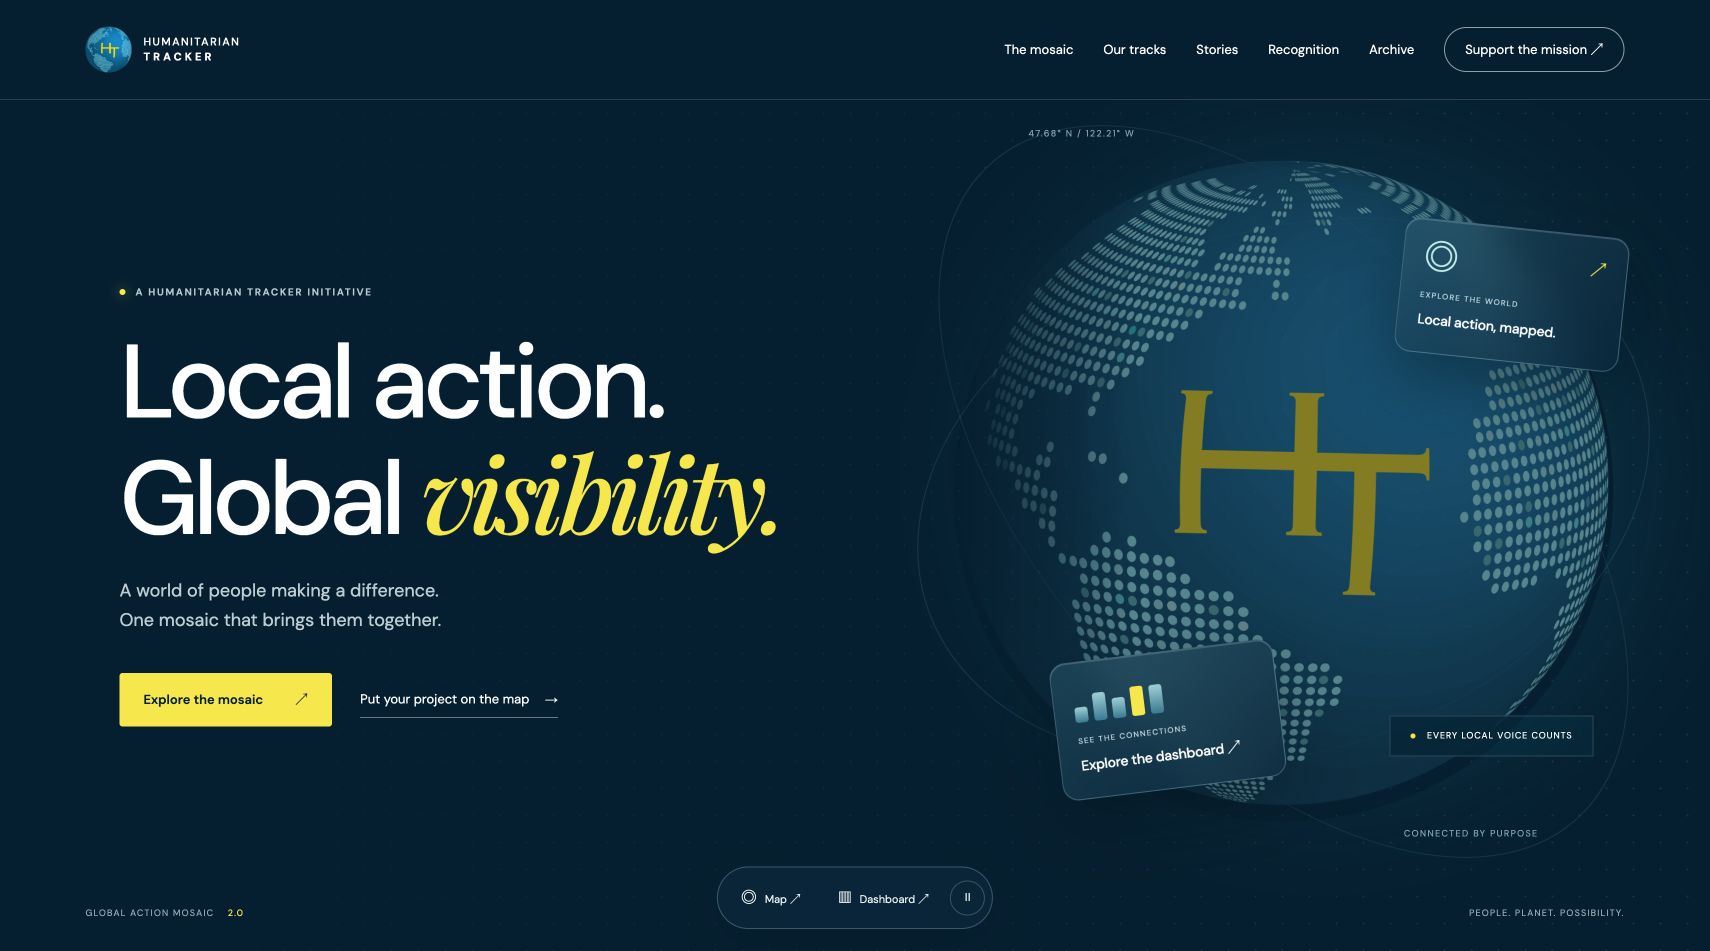 HT
HUMANITARIAN
TRACKER
The mosaic
Our tracks
Stories
Recognition
Archive
Support the mission ↗
47.68° N / 122.21° W
A HUMANITARIAN TRACKER INITIATIVE
Local action.
Global visibility.
A world of people making a difference.
One mosaic that brings them together.
Explore the mosaic ↗
Put your project on the map →
HT
↗
EXPLORE THE WORLD
Local action, mapped.
SEE THE CONNECTIONS
Explore the dashboard ↗
EVERY LOCAL VOICE COUNTS
CONNECTED BY PURPOSE
Map ↗
Dashboard ↗
GLOBAL ACTION MOSAIC 2.0
PEOPLE. PLANET. POSSIBILITY.